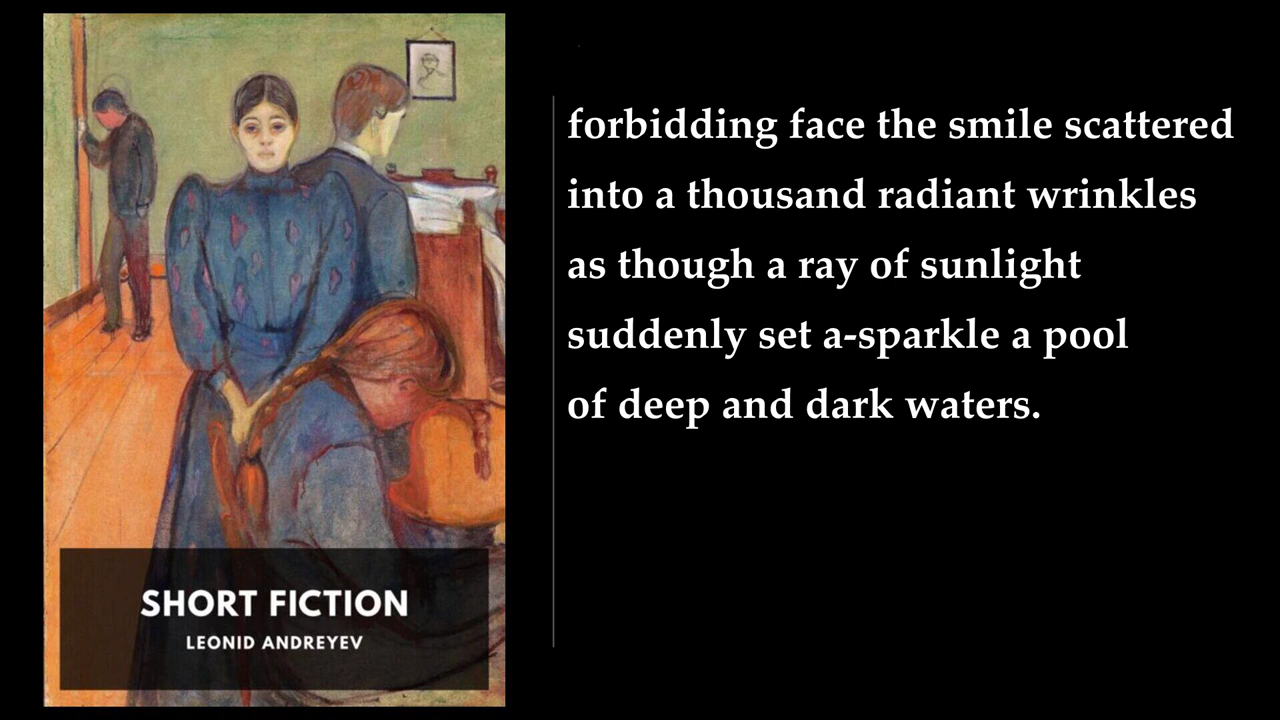 SHORT FICTION
LEONID ANDREYEV
forbidding face the smile scattered
into a thousand radiant wrinkles
as though a ray of sunlight
suddenly set a-sparkle a pool
of deep and dark waters.